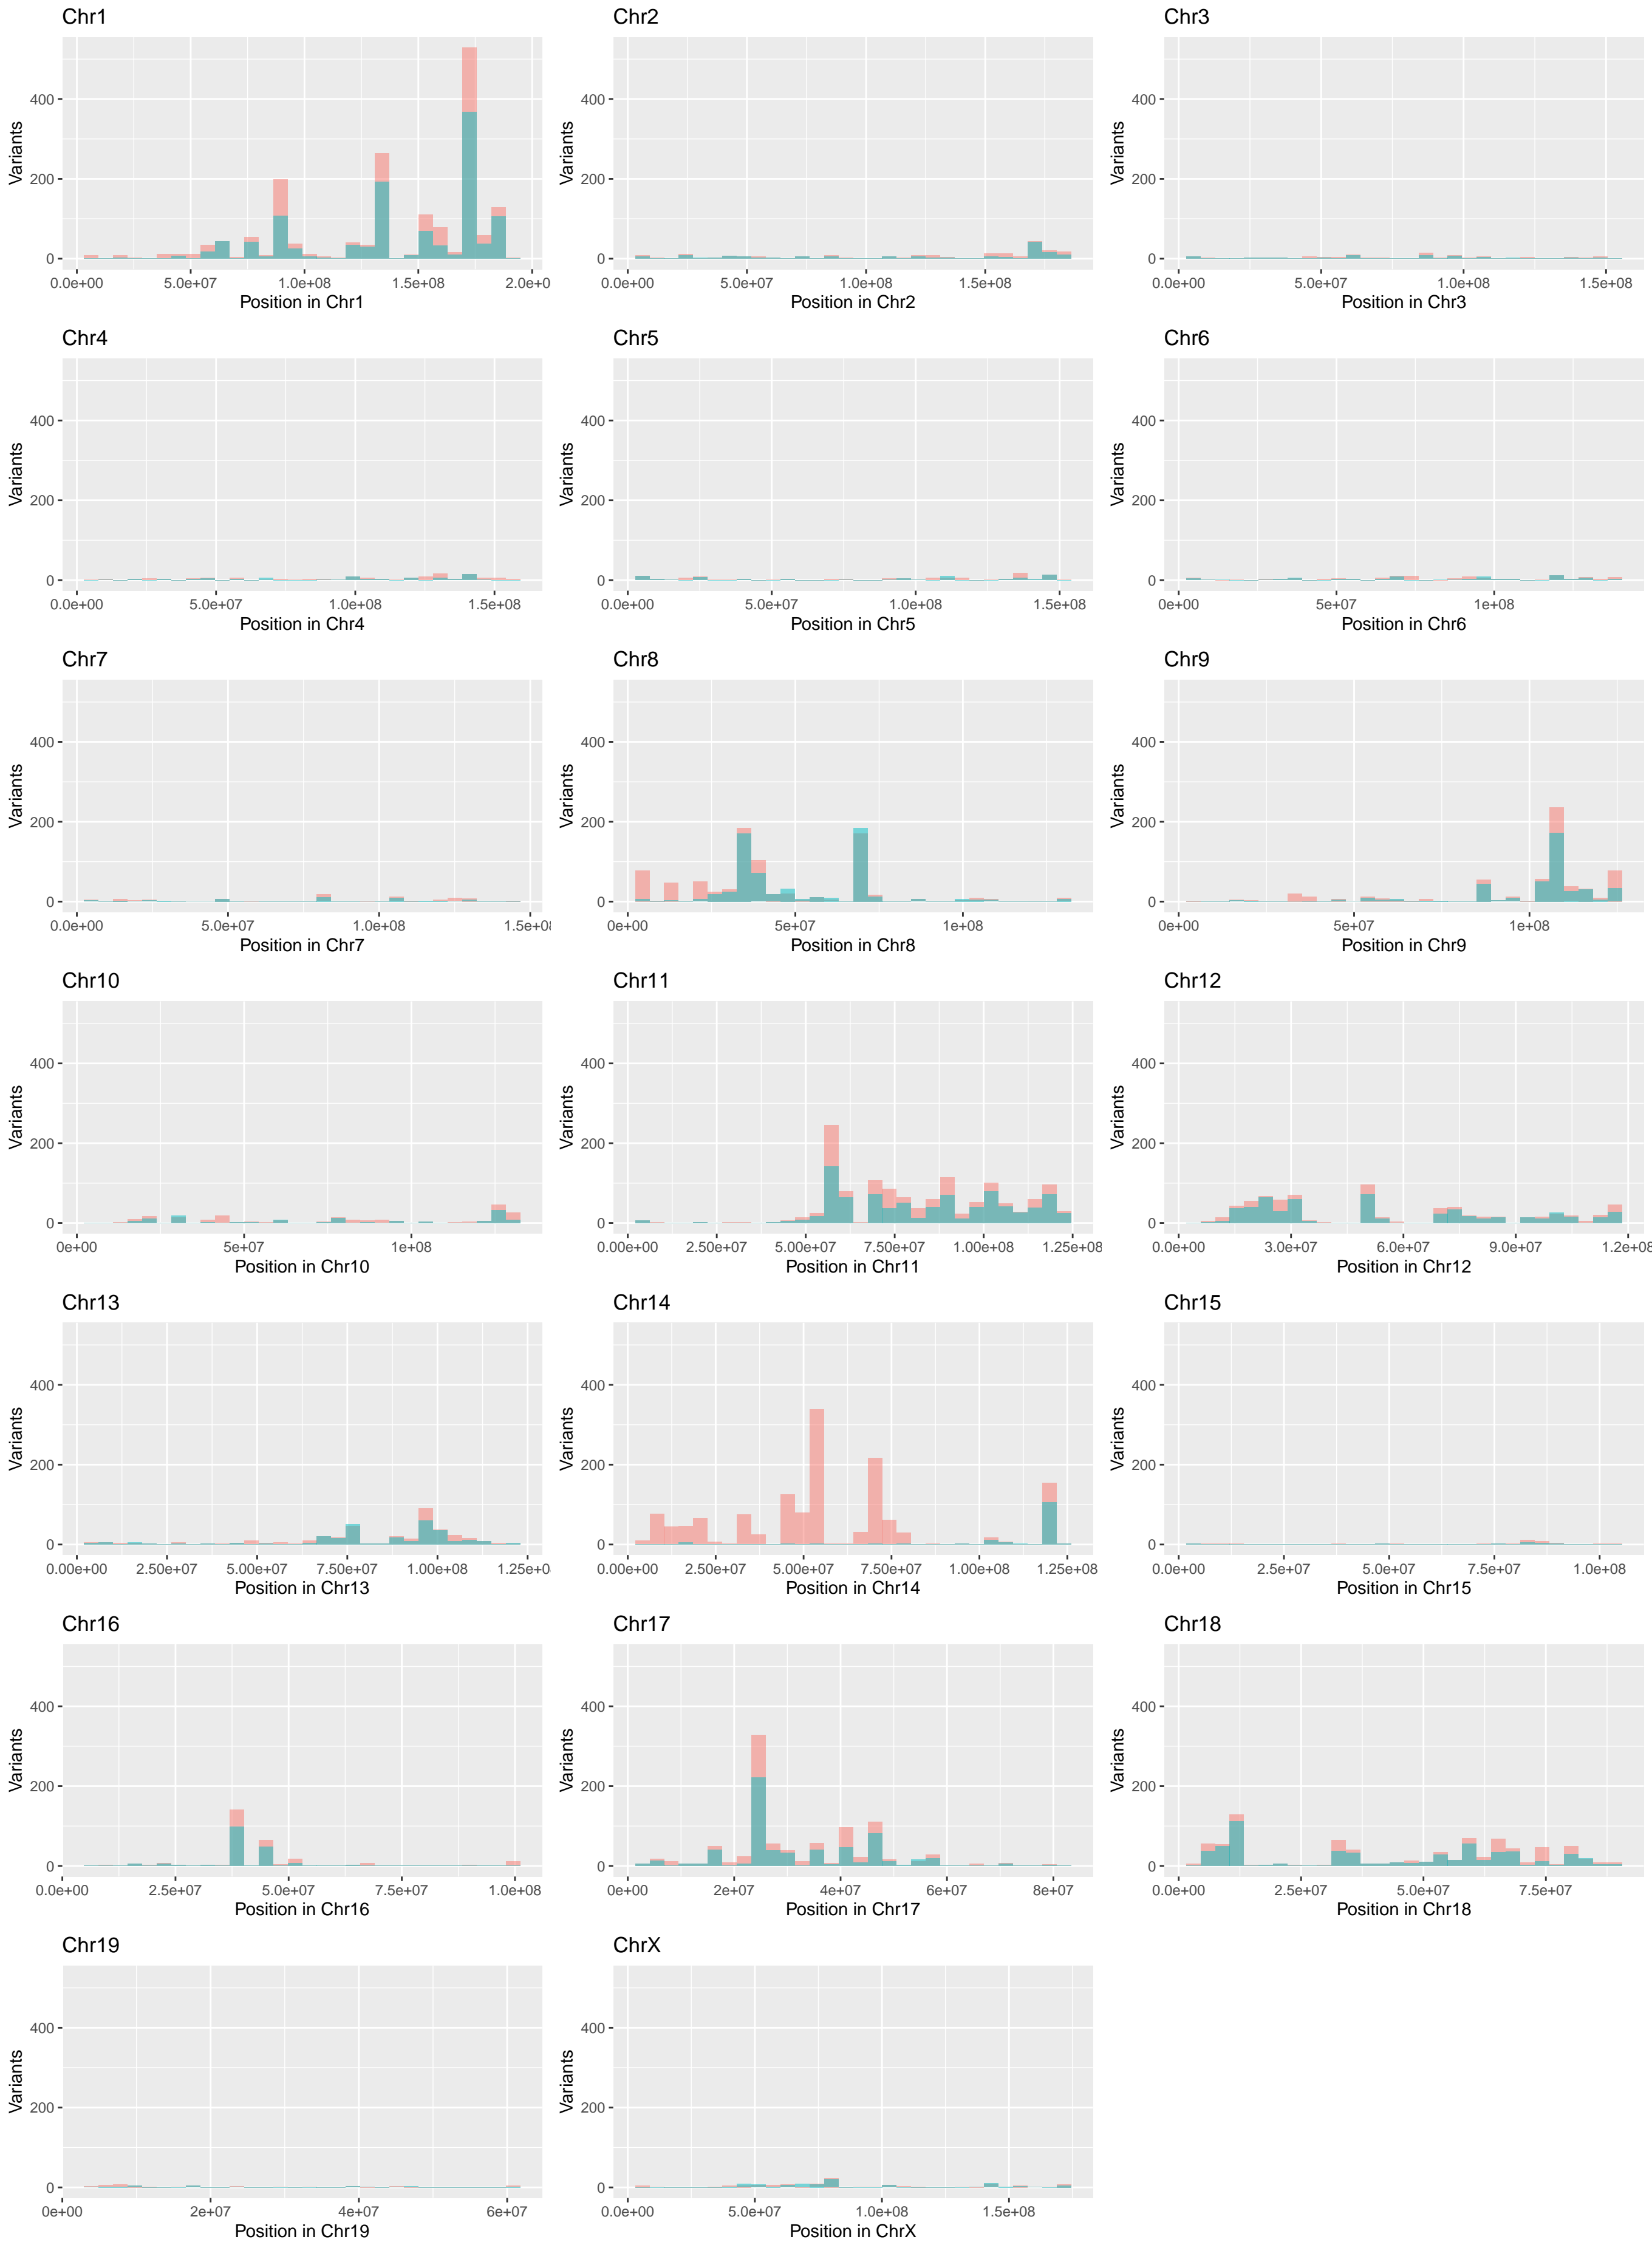 Chr1 Chr2 Chr3
Variants Variants Variants
400 400 400
200 200 200
0 0 0
0.0e+00 5.0e+07 1.0e+08 1.5e+08 2.0e+0 0.0e+00 5.0e+07 1.0e+08 1.5e+08 0.0e+00 5.0e+07 1.0e+08 1.5e+08
Position in Chr1 Position in Chr2 Position in Chr3
Chr4 Chr5 Chr6
Variants Variants Variants
400 400 400
200 200 200
0 0 0
0.0e+00 5.0e+07 1.0e+08 1.5e+08 0.0e+00 5.0e+07 1.0e+08 1.5e+08 0e+00 5e+07 1e+08
Position in Chr4 Position in Chr5 Position in Chr6
Chr7 Chr8 Chr9
Variants Variants Variants
400 400 400
200 200 200
0 0 0
0.0e+00 5.0e+07 1.0e+08 1.5e+0 0e+00 5e+07 1e+08 0e+00 5e+07 1e+08
Position in Chr7 Position in Chr8 Position in Chr9
Chr10 Chr11 Chr12
Variants Variants Variants
400 400 400
200 200 200
0 0 0
0e+00 5e+07 1e+08 0.00e+00 2.50e+07 5.00e+07 7.50e+07 1.00e+08 1.25e+08 0.0e+00 3.0e+07 6.0e+07 9.0e+07 1.2e+08
Position in Chr10 Position in Chr11 Position in Chr12
Chr13 Chr14 Chr15
Variants Variants Variants
400 400 400
200 200 200
0 0 0
0.00e+00 2.50e+07 5.00e+07 7.50e+07 1.00e+08 1.25e+0 0.00e+00 2.50e+07 5.00e+07 7.50e+07 1.00e+08 1.25e+08 0.0e+00 2.5e+07 5.0e+07 7.5e+07 1.0e+08
Position in Chr13 Position in Chr14 Position in Chr15
Chr16 Chr17 Chr18
Variants Variants Variants
400 400 400
200 200 200
0 0 0
0.0e+00 2.5e+07 5.0e+07 7.5e+07 1.0e+08 0e+00 2e+07 4e+07 6e+07 8e+07 0.0e+00 2.5e+07 5.0e+07 7.5e+07
Position in Chr16 Position in Chr17 Position in Chr18
Chr19 ChrX
Variants Variants
400 400
200 200
0 0
0e+00 2e+07 4e+07 6e+07 0.0e+00 5.0e+07 1.0e+08 1.5e+08
Position in Chr19 Position in ChrX